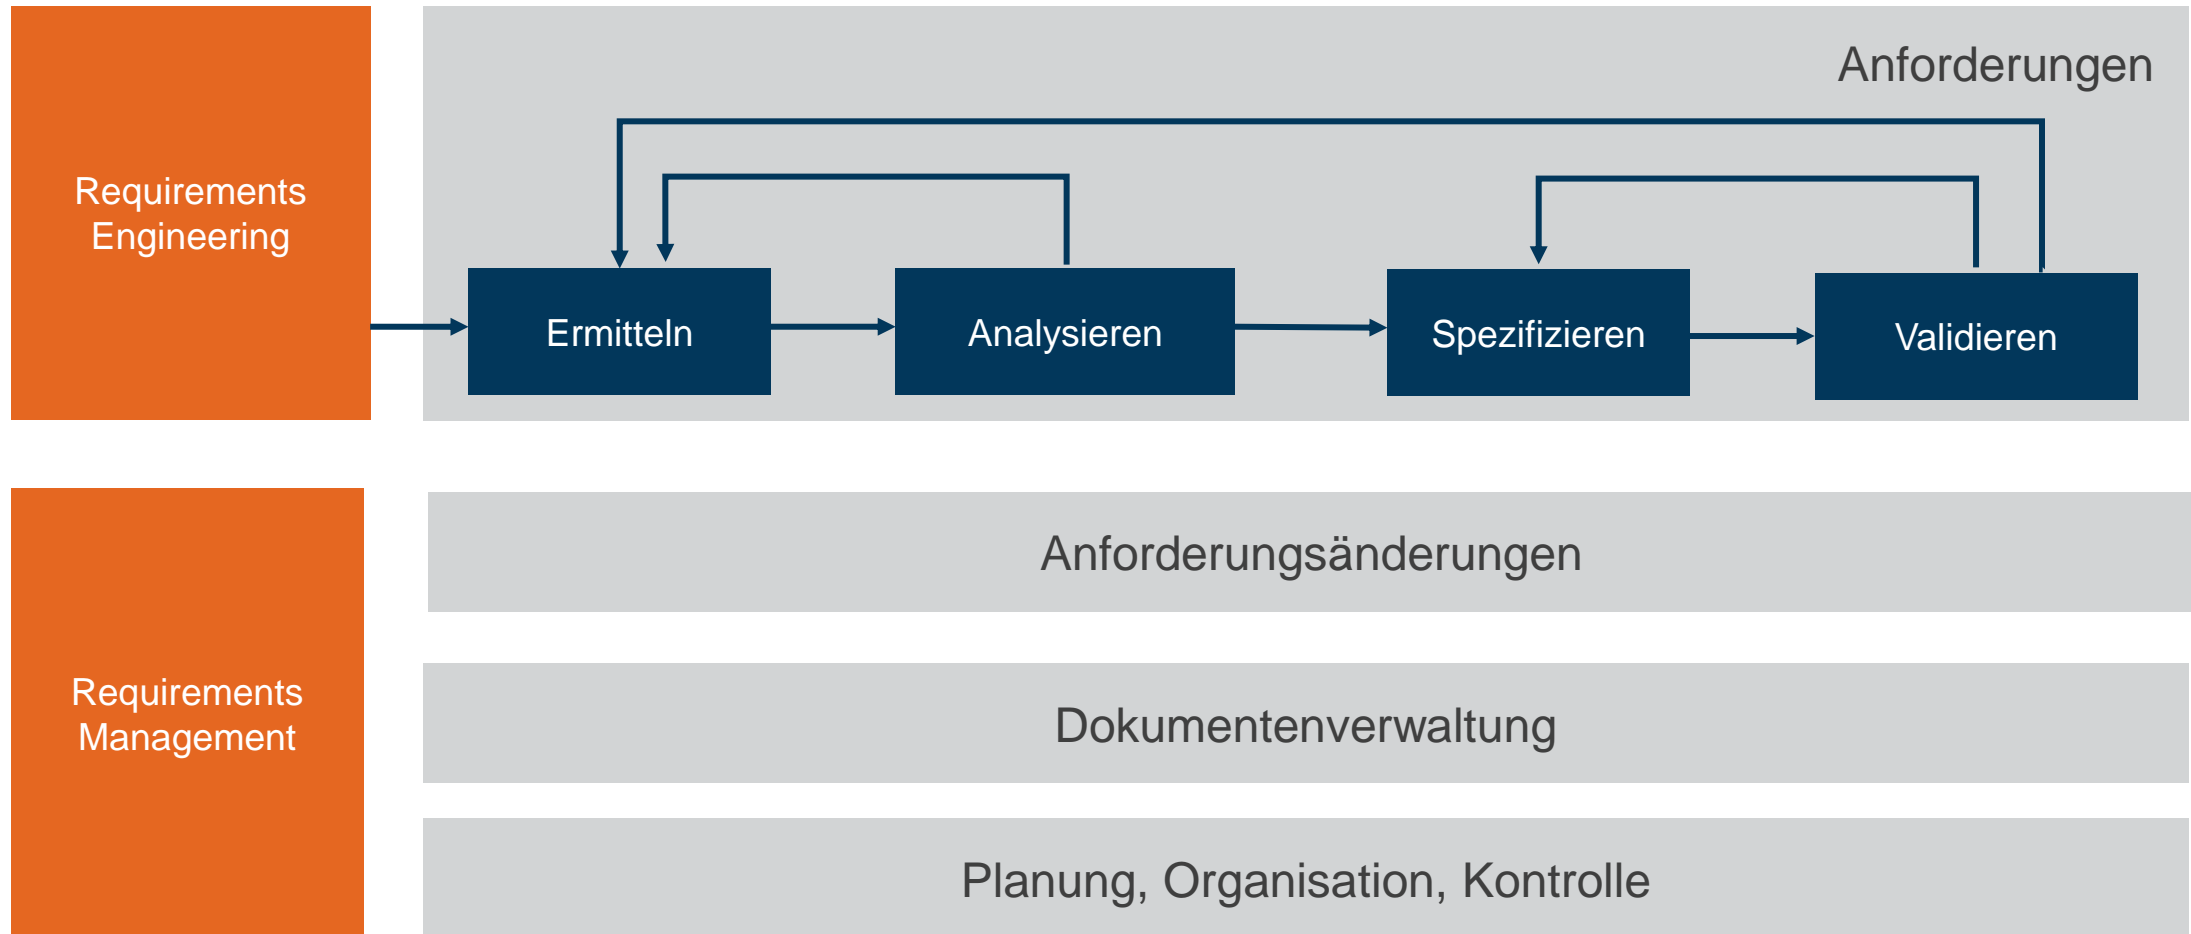 Anforderungen
Requirements
Engineering
Ermitteln
Analysieren
Spezifizieren
Validieren
Requirements
Management
Anforderungsänderungen
Dokumentenverwaltung
Planung, Organisation, Kontrolle